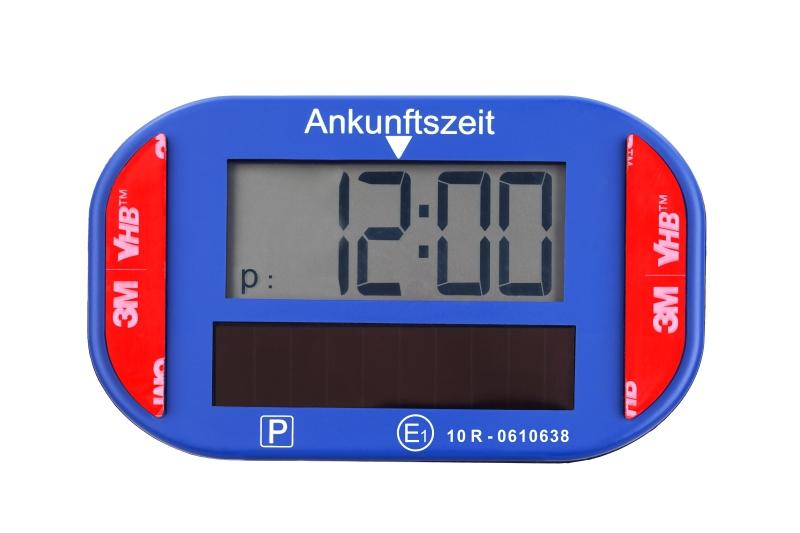 Ankunftszeit
12:00
p:
P
E1 10 R - 0610638
3M VHB™
3M VHB™